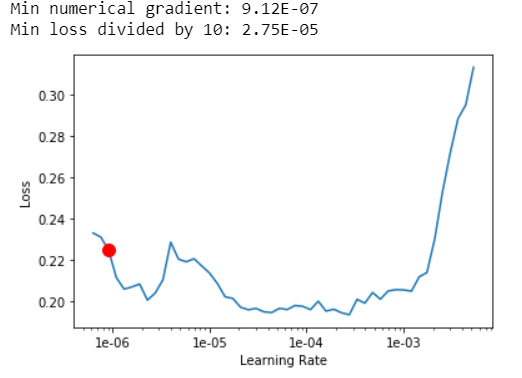 Min numerical gradient: 9.12E-07
Min loss divided by 10: 2.75E-05
0.30
0.28
0.26
0.24
0.22
0.20
Loss
1e-06 1e-05 1e-04 1e-03
Learning Rate